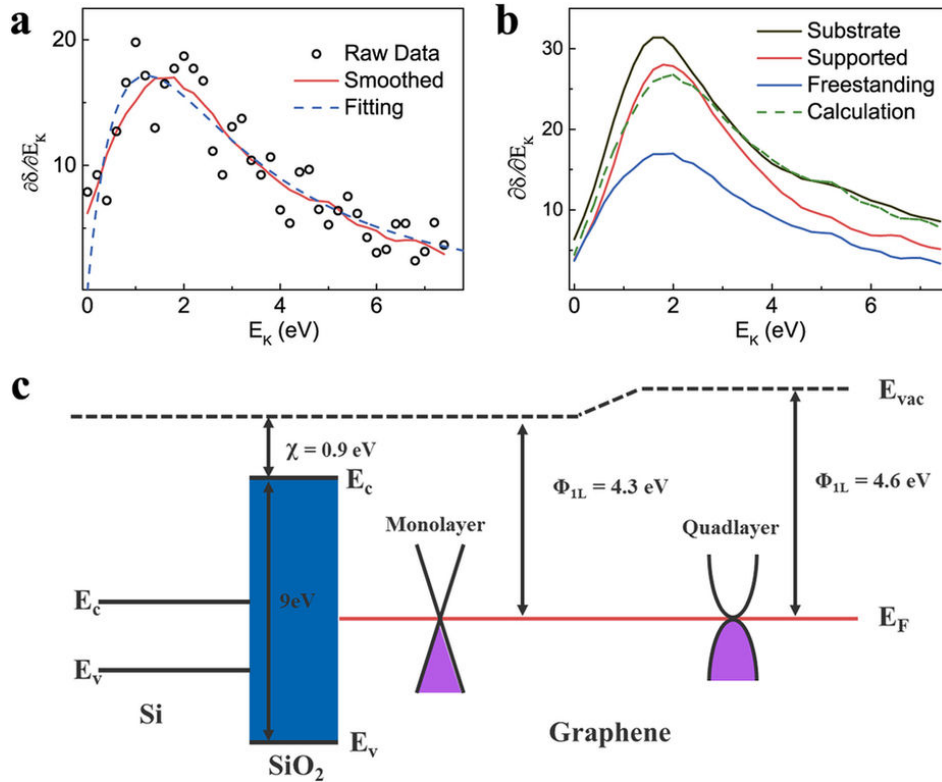 a
20
10
0
∂δ/∂E_K
Raw Data
Smoothed
Fitting
0 2 4 6
E_K (eV)
b
30
20
10
∂δ/∂E_K
Substrate
Supported
Freestanding
Calculation
0 2 4 6
E_K (eV)
c
E_vac
χ = 0.9 eV
E_c
Φ_1L = 4.3 eV
Φ_1L = 4.6 eV
Monolayer
Quadlayer
E_c
9eV
E_F
E_v
Si
Graphene
E_v
SiO₂